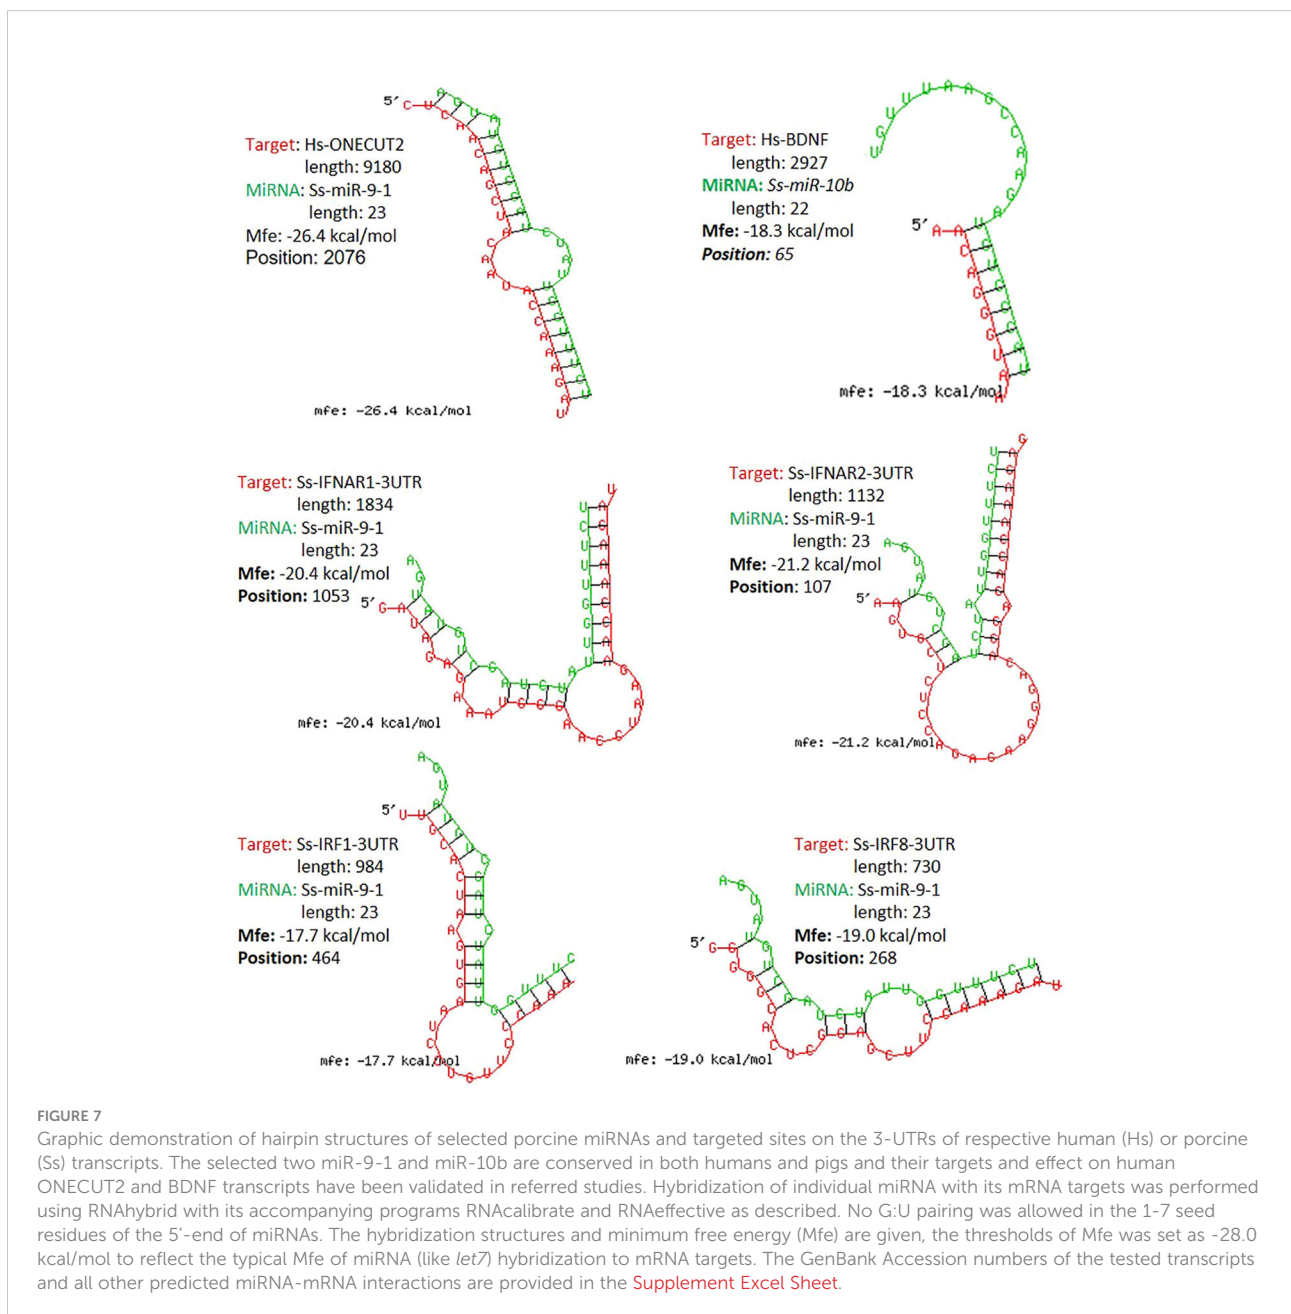 5′
Target: Hs-ONECUT2
length: 9180
MiRNA: Ss-miR-9-1
length: 23
Mfe: -26.4 kcal/mol
Position: 2076
mfe: -26.4 kcal/mol
Target: Hs-BDNF
length: 2927
MiRNA: Ss-miR-10b
length: 22
Mfe: -18.3 kcal/mol
Position: 65
5′
mfe: -18.3 kcal/mol
Target: Ss-IFNAR1-3UTR
length: 1834
MiRNA: Ss-miR-9-1
length: 23
Mfe: -20.4 kcal/mol
Position: 1053
5′
mfe: -20.4 kcal/mol
Target: Ss-IFNAR2-3UTR
length: 1132
MiRNA: Ss-miR-9-1
length: 23
Mfe: -21.2 kcal/mol
Position: 107
5′
mfe: -21.2 kcal/mol
5′
Target: Ss-IRF1-3UTR
length: 984
MiRNA: Ss-miR-9-1
length: 23
Mfe: -17.7 kcal/mol
Position: 464
mfe: -17.7 kcal/mol
Target: Ss-IRF8-3UTR
length: 730
MiRNA: Ss-miR-9-1
length: 23
Mfe: -19.0 kcal/mol
Position: 268
5′
mfe: -19.0 kcal/mol
FIGURE 7
Graphic demonstration of hairpin structures of selected porcine miRNAs and targeted sites on the 3-UTRs of respective human (Hs) or porcine
(Ss) transcripts. The selected two miR-9-1 and miR-10b are conserved in both humans and pigs and their targets and effect on human
ONECUT2 and BDNF transcripts have been validated in referred studies. Hybridization of individual miRNA with its mRNA targets was performed
using RNAhybrid with its accompanying programs RNAcalibrate and RNAeffective as described. No G:U pairing was allowed in the 1-7 seed
residues of the 5’-end of miRNAs. The hybridization structures and minimum free energy (Mfe) are given, the thresholds of Mfe was set as -28.0
kcal/mol to reflect the typical Mfe of miRNA (like let7) hybridization to mRNA targets. The GenBank Accession numbers of the tested transcripts
and all other predicted miRNA-mRNA interactions are provided in the Supplement Excel Sheet.